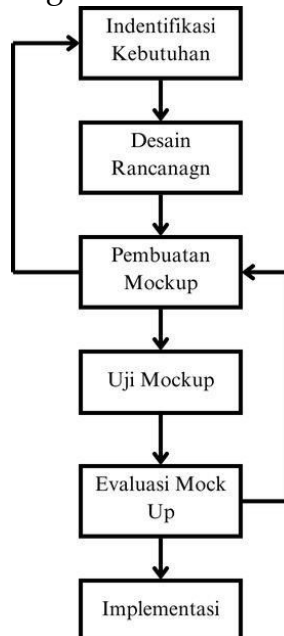 Indentifikasi
Kebutuhan
Desain
Rancanagn
Pembuatan
Mockup
Uji Mockup
Evaluasi Mock
Up
Implementasi